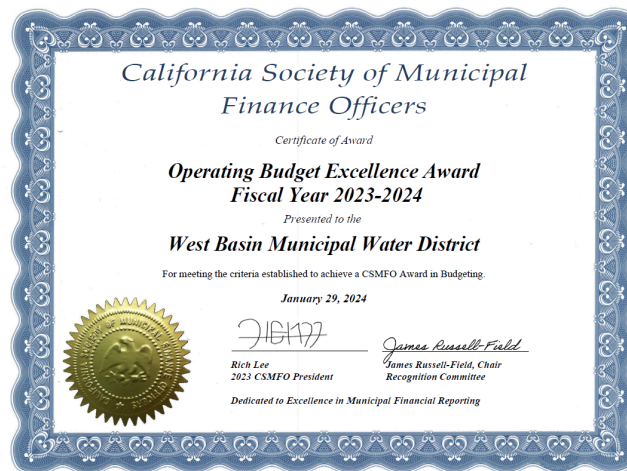 California Society of Municipal
Finance Officers
Certificate of Award
Operating Budget Excellence Award
Fiscal Year 2023-2024
Presented to the
West Basin Municipal Water District
For meeting the criteria established to achieve a CSMFO Award in Budgeting.
January 29, 2024
James Russell-Field
Rich Lee
James Russell-Field, Chair
2023 CSMFO President
Recognition Committee
Dedicated to Excellence in Municipal Financial Reporting